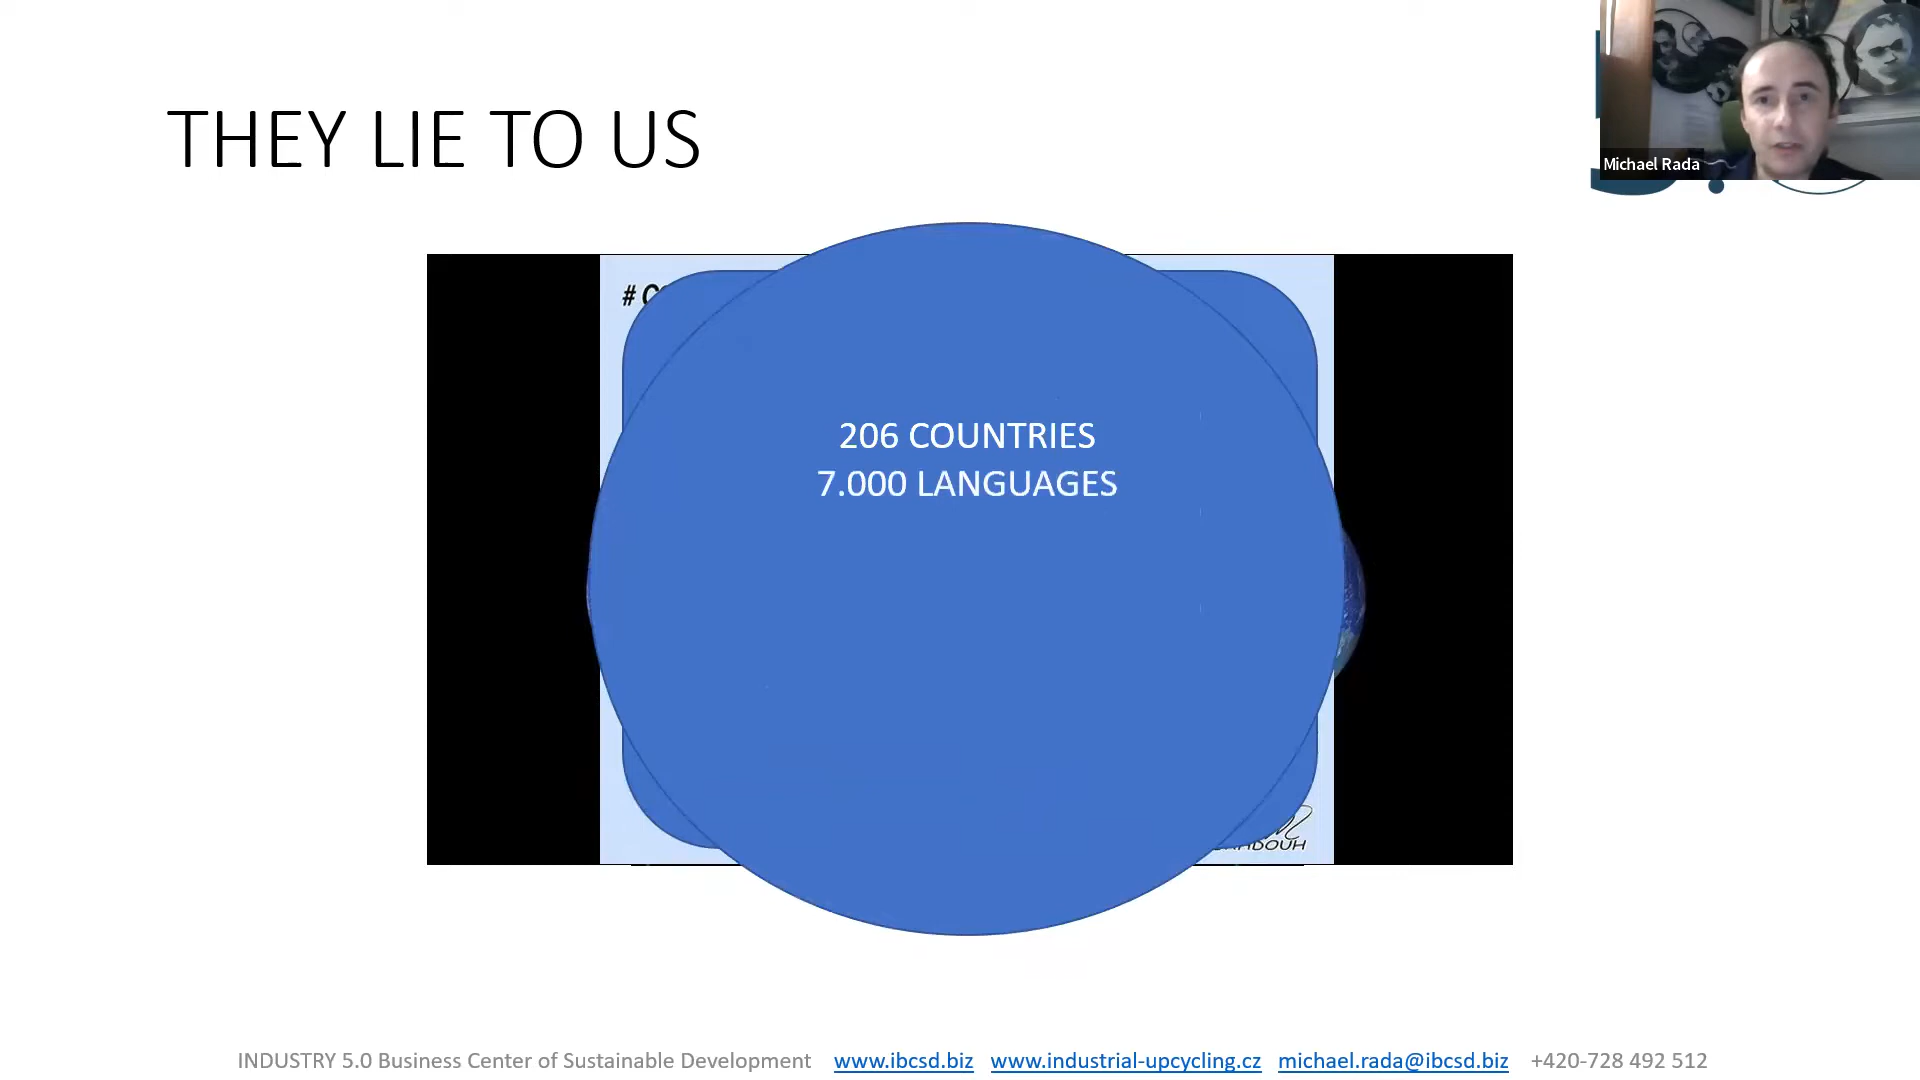 THEY LIE TO US
Michael Rada
206 COUNTRIES
7.000 LANGUAGES
INDUSTRY 5.0 Business Center of Sustainable Development www.ibcsd.biz www.industrial-upcycling.cz michael.rada@ibcsd.biz +420-728 492 512